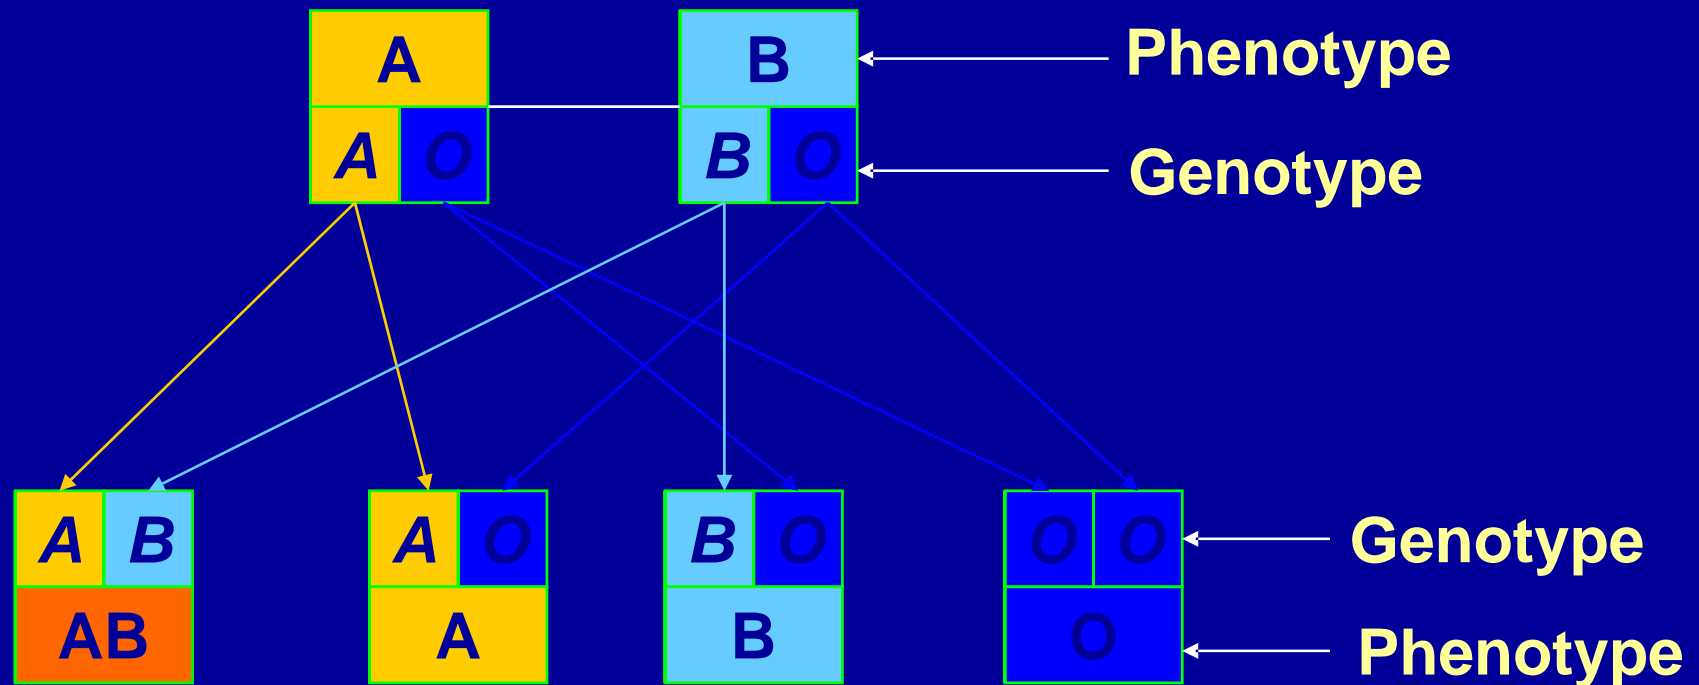 A B Phenotype
A O B O Genotype
A B A O B O O O Genotype
AB A B O Phenotype